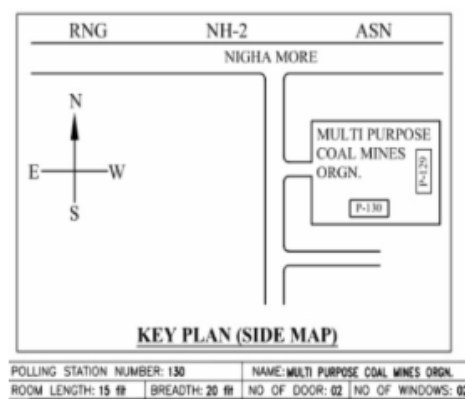 RNG NH-2 ASN
NIGHA MORE
N
E W
S
MULTI PURPOSE
COAL MINES
ORGN.
P-129
P-130
KEY PLAN (SIDE MAP)
POLLING STATION NUMBER: 130 NAME: MULTI PURPOSE COAL MINES ORGN.
ROOM LENGTH: 15 fit BREADTH: 20 fit NO OF DOOR: 02 NO OF WINDOWS: